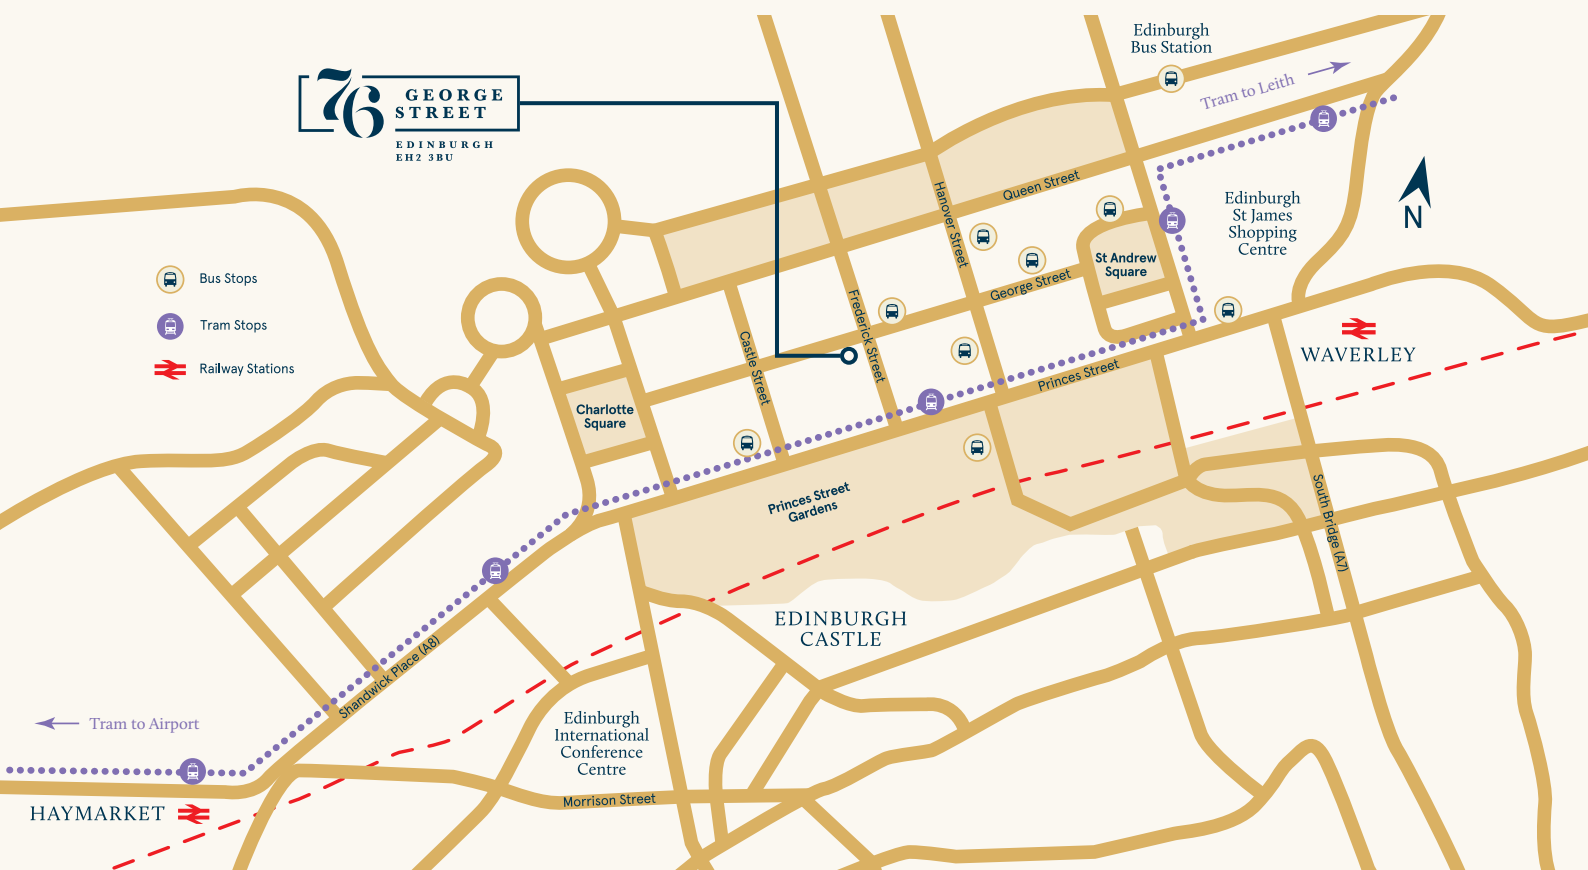 Edinburgh
Bus Station
Tram to Leith
76 GEORGE
STREET
EDINBURGH
EH2 3BU
Queen Street
Hanover Street
Edinburgh
St James
Shopping
Centre
N
St Andrew
Square
George Street
Bus Stops
Tram Stops
Railway Stations
Frederick Street
Castle Street
WAVERLEY
Princes Street
Charlotte
Square
Princes Street
Gardens
South Bridge (A7)
EDINBURGH
CASTLE
Shandwick Place (A8)
Tram to Airport
Edinburgh
International
Conference
Centre
Morrison Street
HAYMARKET